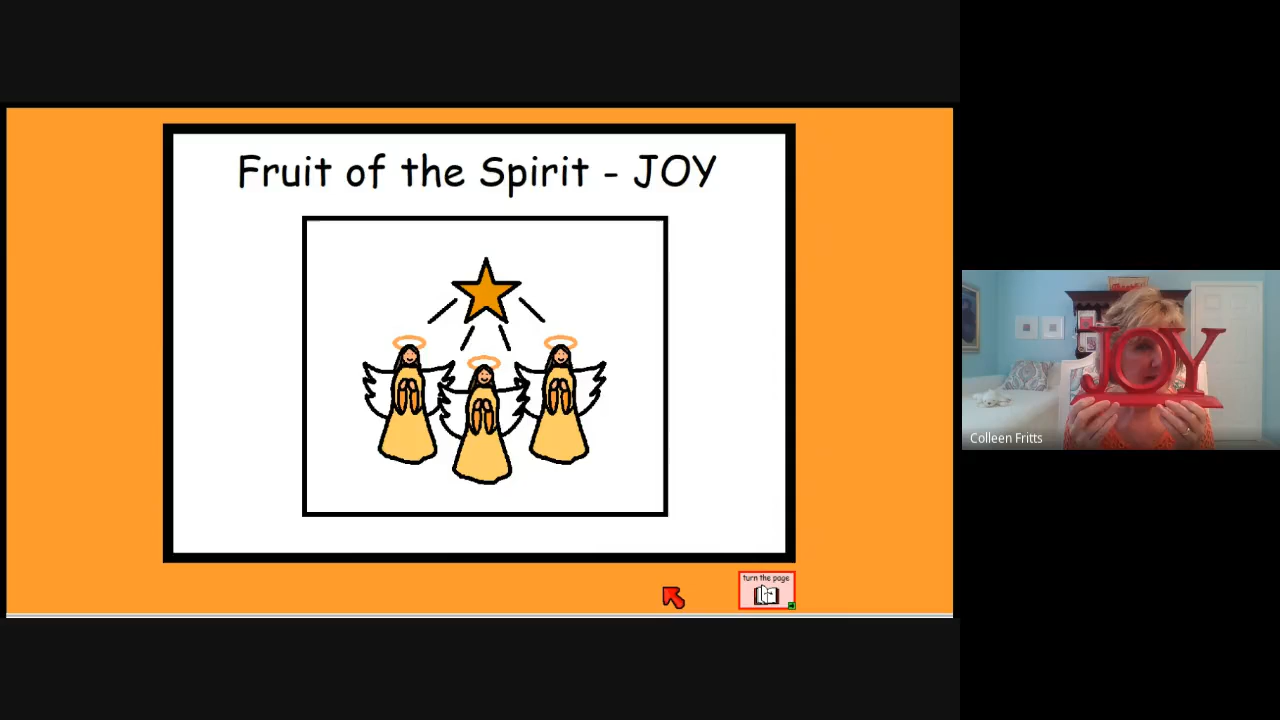 Fruit of the Spirit - JOY
turn the page
JOY
Colleen Fritts